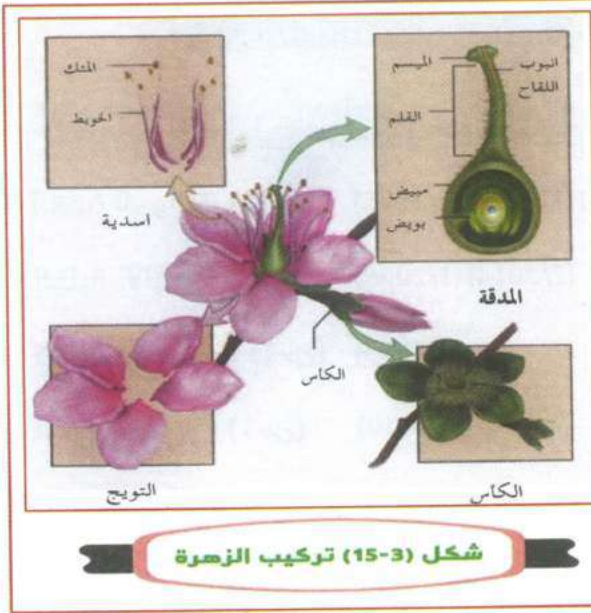 المتك
الخويط
اسدية
الميسم
انبوب
اللقاح
القلم
مبيض
بويض
المدقة
الكاس
التويج
الكاس
شكل (3-15) تركيب الزهرة